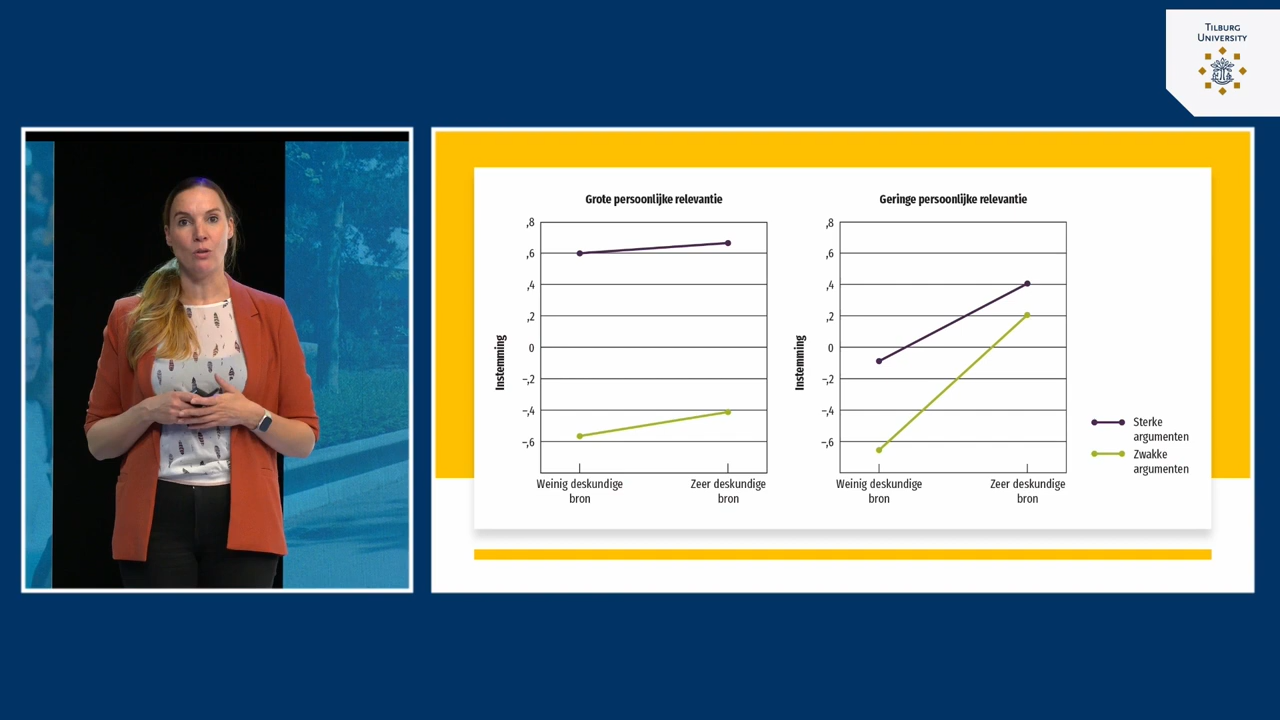 TILBURG
UNIVERSITY
Grote persoonlijke relevantie
,8
,6
,4
,2
0
–,2
–,4
–,6
Instemming
Weinig deskundige
bron
Zeer deskundige
bron
Geringe persoonlijke relevantie
,8
,6
,4
,2
0
–,2
–,4
–,6
Instemming
Weinig deskundige
bron
Zeer deskundige
bron
Sterke
argumenten
Zwakke
argumenten